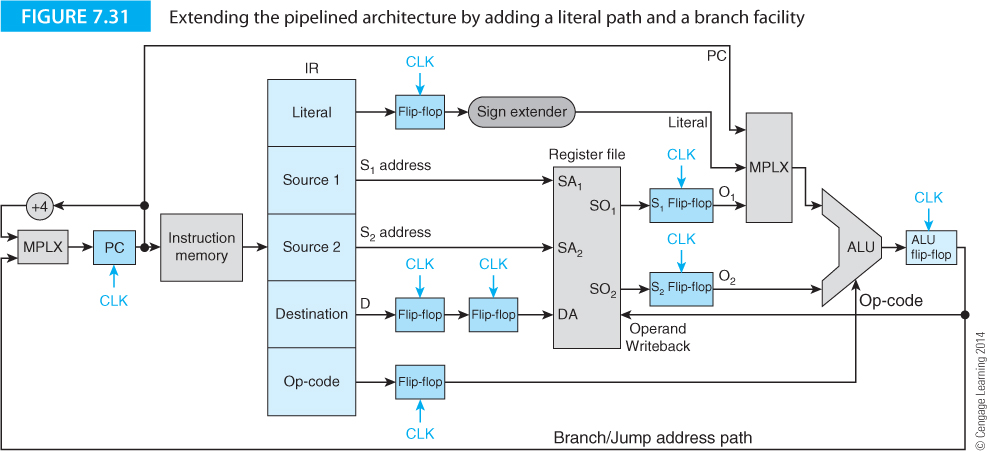 FIGURE 7.31
Extending the pipelined architecture by adding a literal path and a branch facility
PC
IR
CLK
Literal
Flip-flop
Sign extender
Literal
Register file
CLK
MPLX
Source 1
S1 address
SA1
SO1
S1 Flip-flop
O1
+4
MPLX
PC
CLK
Instruction
memory
Source 2
S2 address
SA2
CLK
ALU
CLK
ALU
flip-flop
Destination
D
CLK
Flip-flop
CLK
Flip-flop
DA
SO2
S2 Flip-flop
O2
Op-code
Operand
Writeback
Op-code
Flip-flop
CLK
Branch/Jump address path
© Cengage Learning 2014